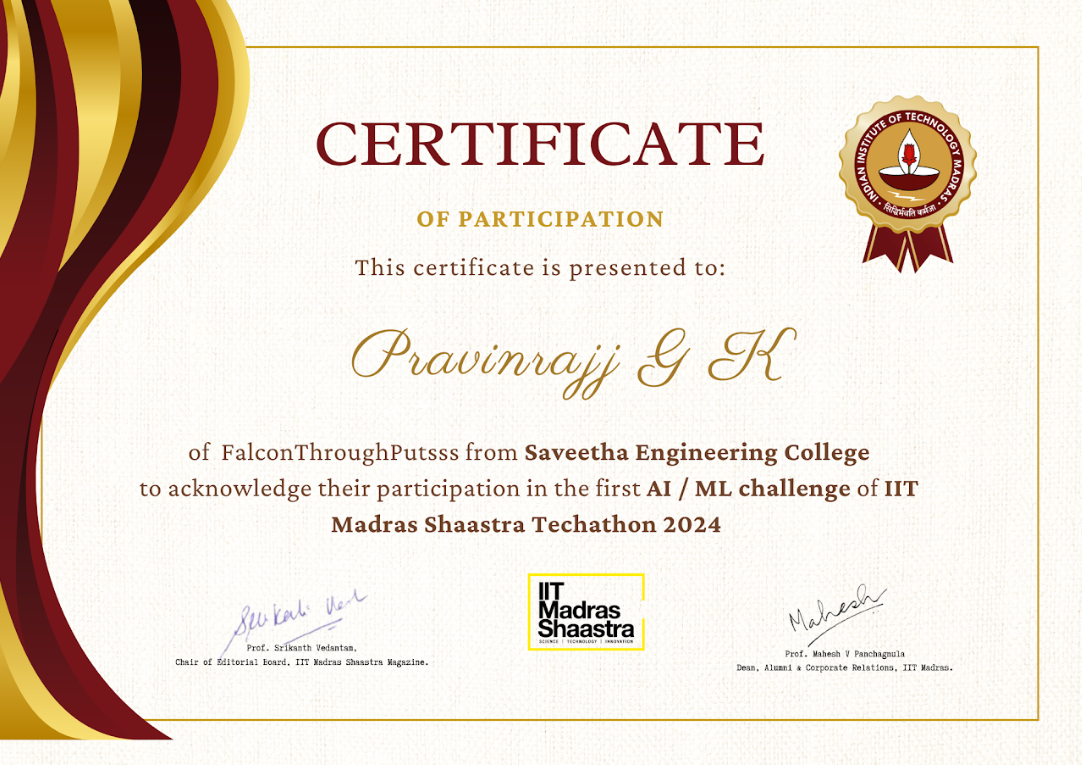 CERTIFICATE
INDIAN INSTITUTE OF TECHNOLOGY MADRAS
सिद्धिर्भवति कर्मजा
OF PARTICIPATION
This certificate is presented to:
Pravinrajj G K
of FalconThroughPutsss from Saveetha Engineering College
to acknowledge their participation in the first AI / ML challenge of IIT
Madras Shaastra Techathon 2024
IIT
Madras
Shaastra
SCIENCE | TECHNOLOGY | INNOVATION
Prof. Srikanth Vedantam,
Chair of Editorial Board, IIT Madras Shaastra Magazine.
Mahesh
Prof. Mahesh V Panchagnula
Dean, Alumni & Corporate Relations, IIT Madras.